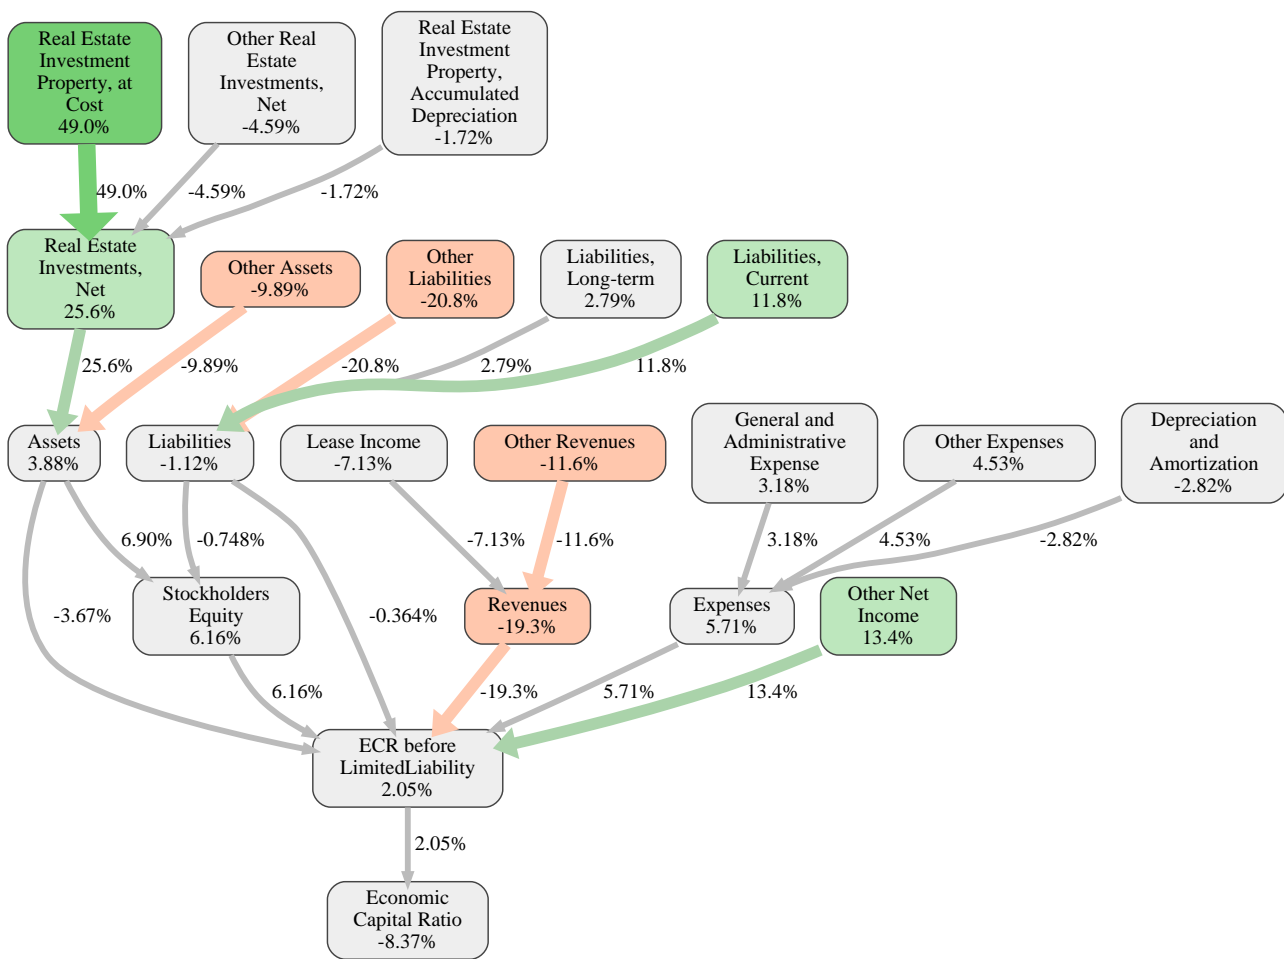 Real Estate
Investment
Property, at
Cost
49.0%
Other Real
Estate
Investments,
Net
-4.59%
Real Estate
Investment
Property,
Accumulated
Depreciation
-1.72%
49.0%
-4.59%
-1.72%
Real Estate
Investments,
Net
25.6%
Other Assets
-9.89%
Other
Liabilities
-20.8%
Liabilities,
Long-term
2.79%
Liabilities,
Current
11.8%
25.6%
-9.89%
-20.8%
2.79%
11.8%
Assets
3.88%
Liabilities
-1.12%
Lease Income
-7.13%
Other Revenues
-11.6%
General and
Administrative
Expense
3.18%
Other Expenses
4.53%
Depreciation
and
Amortization
-2.82%
6.90%
-0.748%
-7.13%
-11.6%
3.18%
4.53%
-2.82%
-3.67%
Stockholders
Equity
6.16%
-0.364%
Revenues
-19.3%
Expenses
5.71%
Other Net
Income
13.4%
6.16%
-19.3%
5.71%
13.4%
ECR before
LimitedLiability
2.05%
2.05%
Economic
Capital Ratio
-8.37%